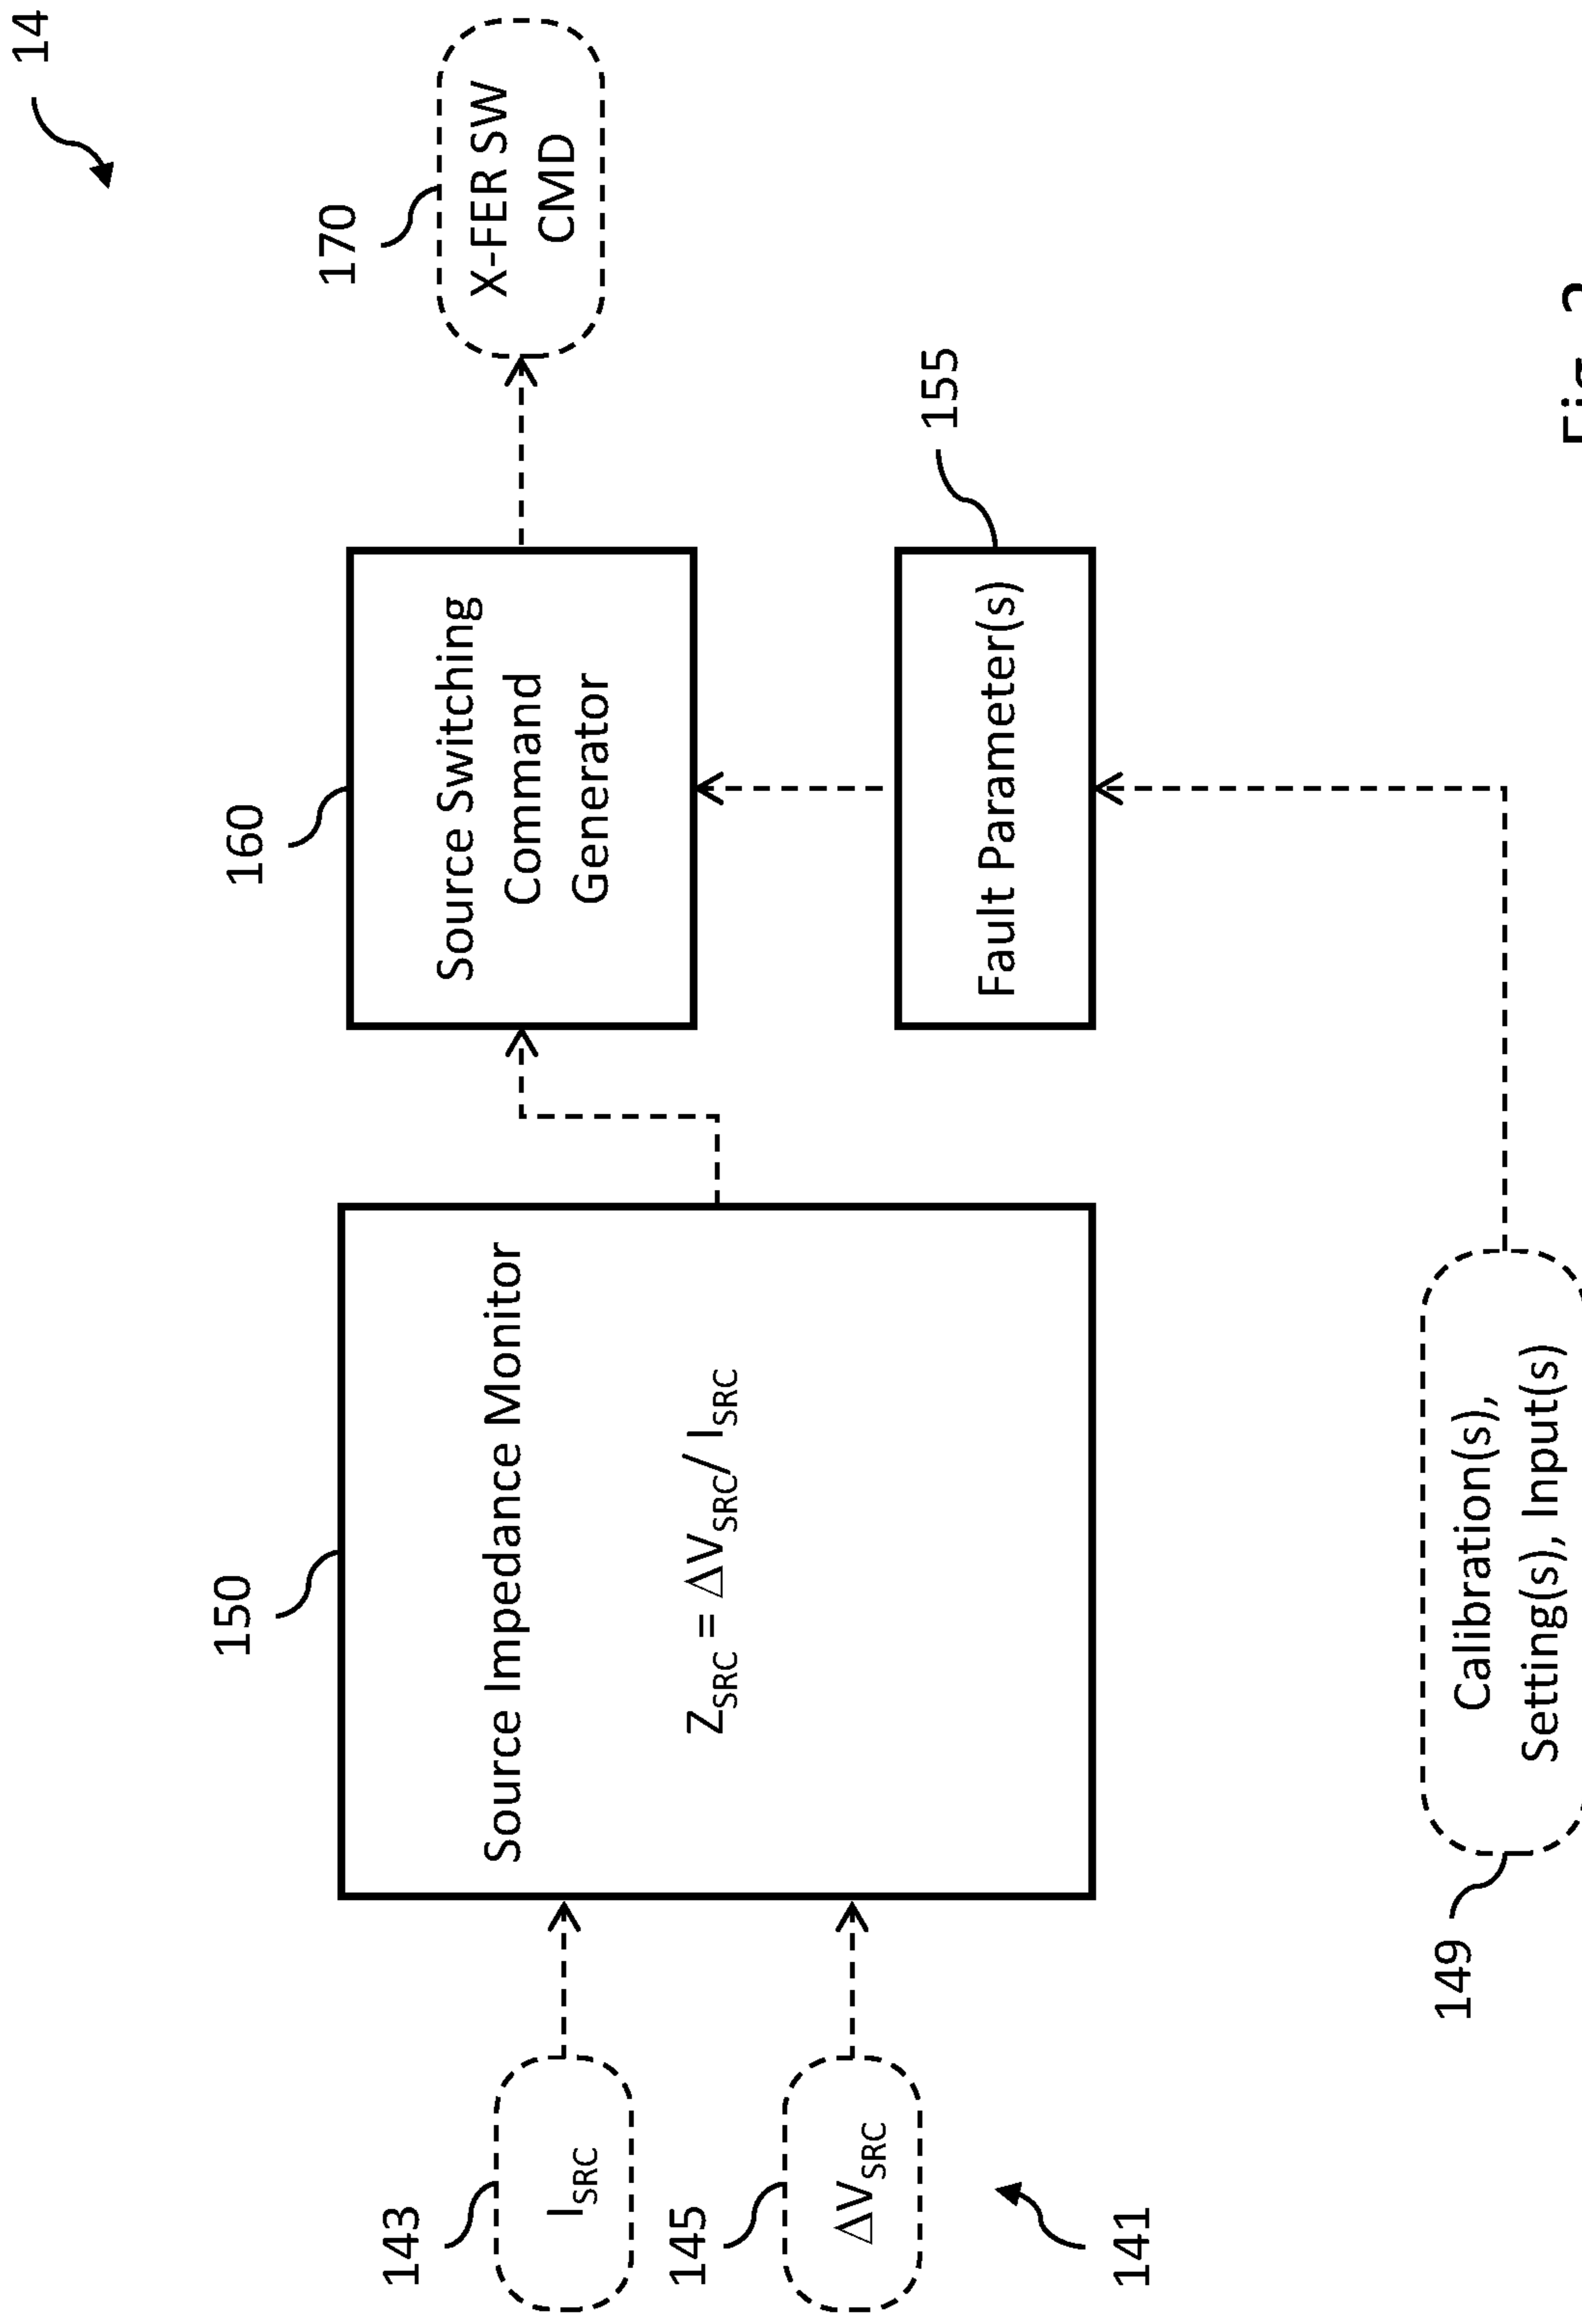 14
170
X-FER SW
CMD
160
Source Switching
Command
Generator
155
Fault Parameter(s)
150
Source Impedance Monitor
Z_SRC = ΔV_SRC/ I_SRC
143
I_SRC
145
ΔV_SRC
141
149
Calibration(s),
Setting(s), Input(s)